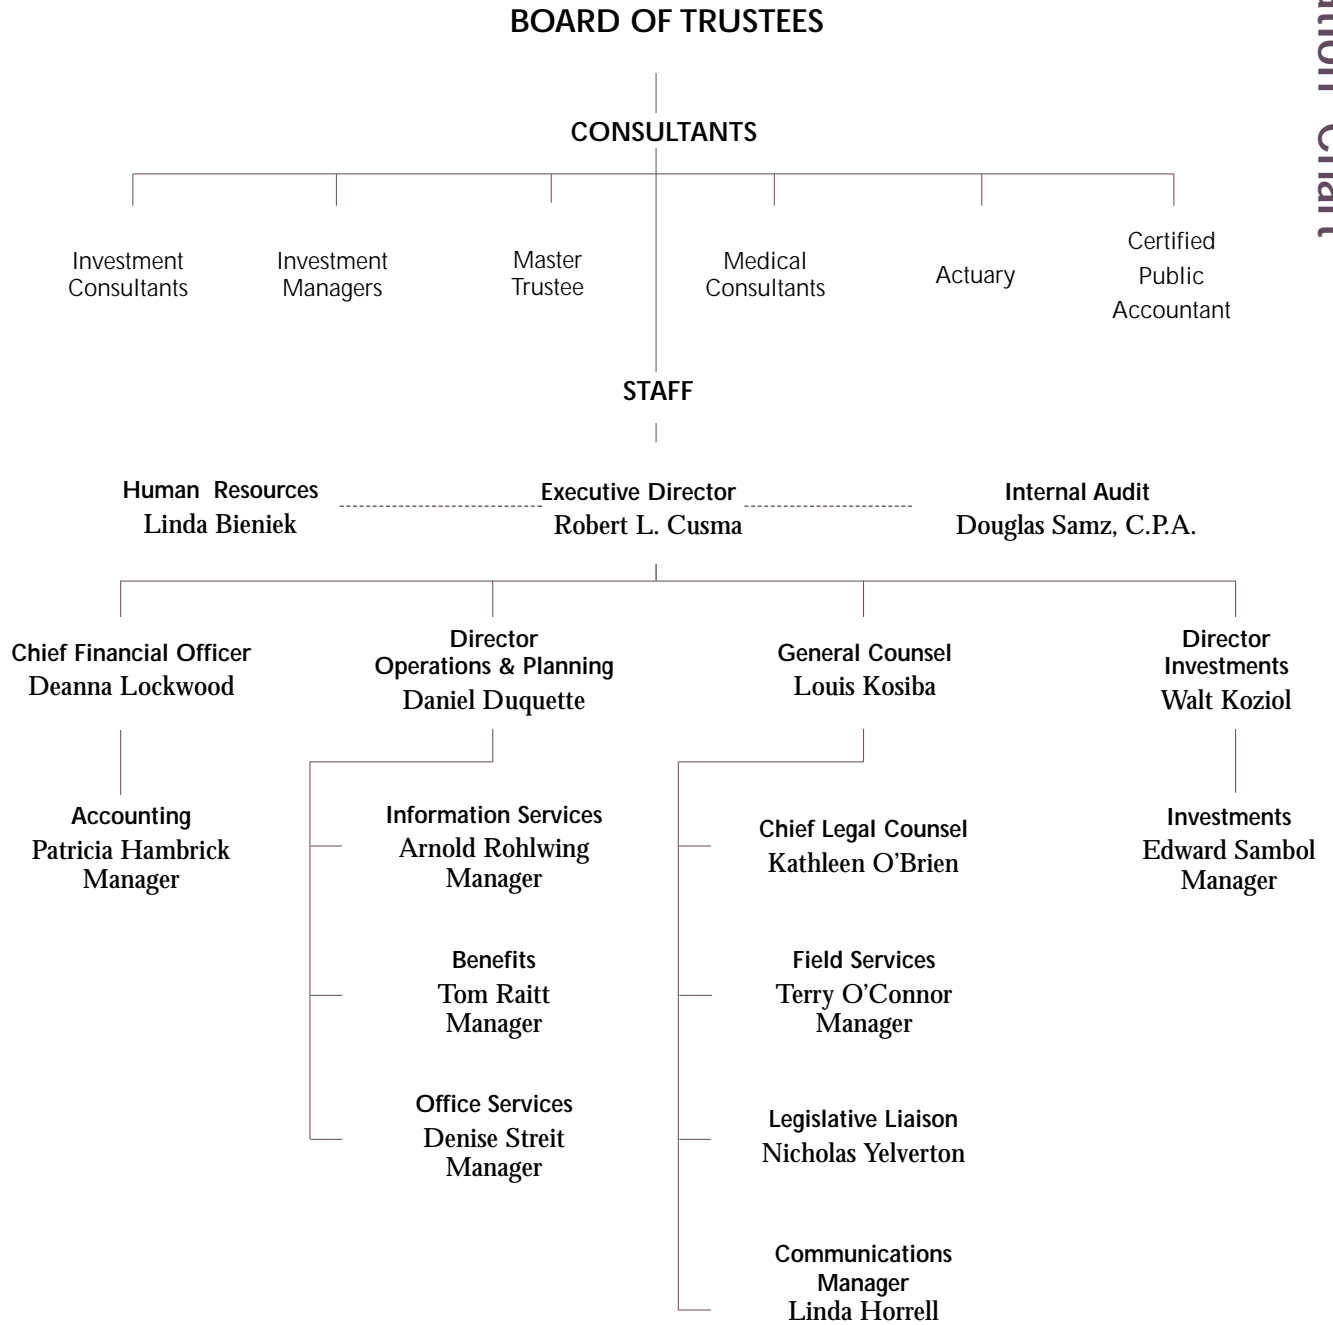 BOARD OF TRUSTEES
Chart
CONSULTANTS
Investment
Consultants
Investment
Managers
Master
Trustee
Medical
Consultants
Actuary
Certified
Public
Accountant
STAFF
Human Resources
Linda Bieniek
Executive Director
Robert L. Cusma
Internal Audit
Douglas Samz, C.P.A.
Chief Financial Officer
Deanna Lockwood
Director
Operations & Planning
Daniel Duquette
General Counsel
Louis Kosiba
Director
Investments
Walt Koziol
Accounting
Patricia Hambrick
Manager
Information Services
Arnold Rohlwing
Manager
Benefits
Tom Raitt
Manager
Office Services
Denise Streit
Manager
Chief Legal Counsel
Kathleen O'Brien
Field Services
Terry O'Connor
Manager
Legislative Liaison
Nicholas Yelverton
Communications
Manager
Linda Horrell
Investments
Edward Sambol
Manager